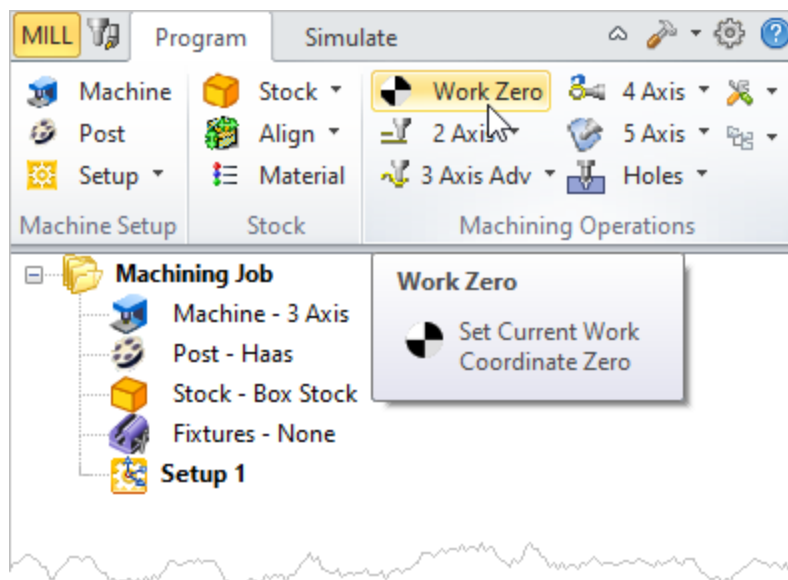 MILL Program Simulate ?
Machine Stock Work Zero 4 Axis
Post Align 2 Axis 5 Axis
Setup Material 3 Axis Adv Holes
Machine Setup Stock Machining Operations
Machining Job
Machine - 3 Axis
Post - Haas
Stock - Box Stock
Fixtures - None
Setup 1
Work Zero
Set Current Work
Coordinate Zero